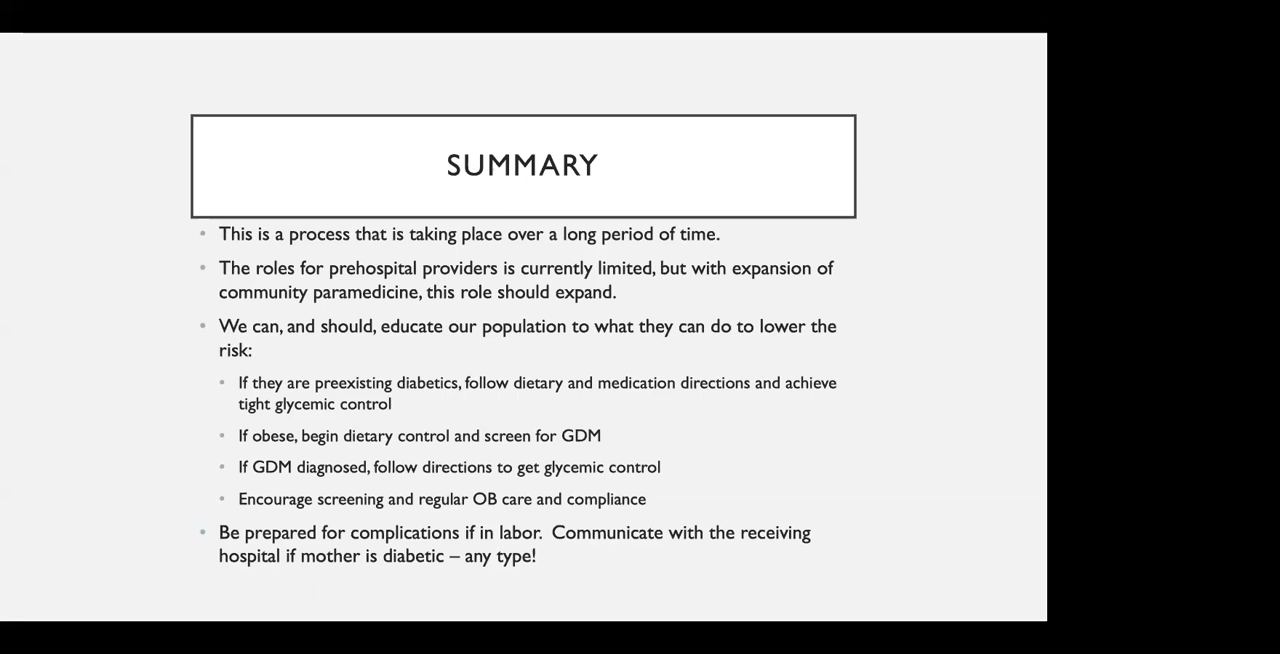 SUMMARY
• This is a process that is taking place over a long period of time.
• The roles for prehospital providers is currently limited, but with expansion of
community paramedicine, this role should expand.
• We can, and should, educate our population to what they can do to lower the
risk:
• If they are preexisting diabetics, follow dietary and medication directions and achieve
tight glycemic control
• If obese, begin dietary control and screen for GDM
• If GDM diagnosed, follow directions to get glycemic control
• Encourage screening and regular OB care and compliance
• Be prepared for complications if in labor.  Communicate with the receiving
hospital if mother is diabetic – any type!